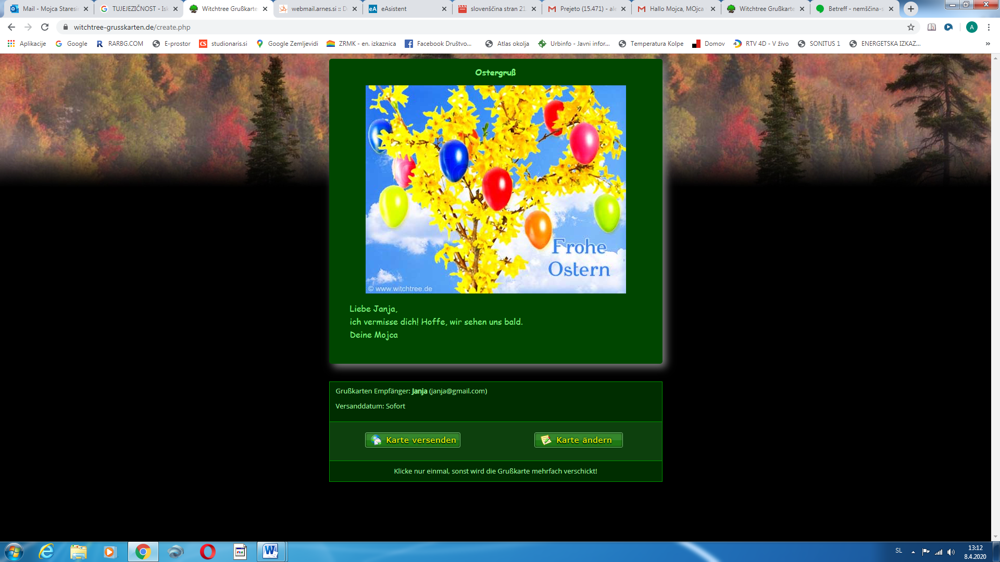 Mail - Mojca Staresin
TUJEJEZIČNOST - Isk
Witchtree Grußkarte
webmail.arnes.si :: D
eAsistent
slovenščina stran 21
Prejeto (15.471) - ale
Hallo Mojca, MOjca
Witchtree Grußkarte
Betreff - nemščina-s
witchtree-grusskarten.de/create.php
A
Aplikacije
Google
RARBG.COM
E-prostor
studionaris.si
Google Zemljevidi
ZRMK - en. izkaznica
Facebook Društvo...
Atlas okolja
Urbinfo - Javni infor...
Temperatura Kolpe
Domov
RTV 4D - V živo
SONITUS 1
ENERGETSKA IZKAZ...
»
Ostergruß
Frohe
Ostern
© www.witchtree.de
Liebe Janja,
ich vermisse dich! Hoffe, wir sehen uns bald.
Deine Mojca
Grußkarten Empfänger: Janja (janja@gmail.com)
Versanddatum: Sofort
Karte versenden
Karte ändern
Klicke nur einmal, sonst wird die Grußkarte mehrfach verschickt!
SL
13:12
8.4.2020